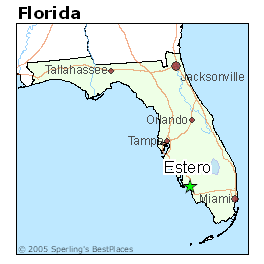 Florida
Tallahassee
Jacksonville
Orlando
Tampa
Estero
Miami
© 2005 Sperling's BestPlaces